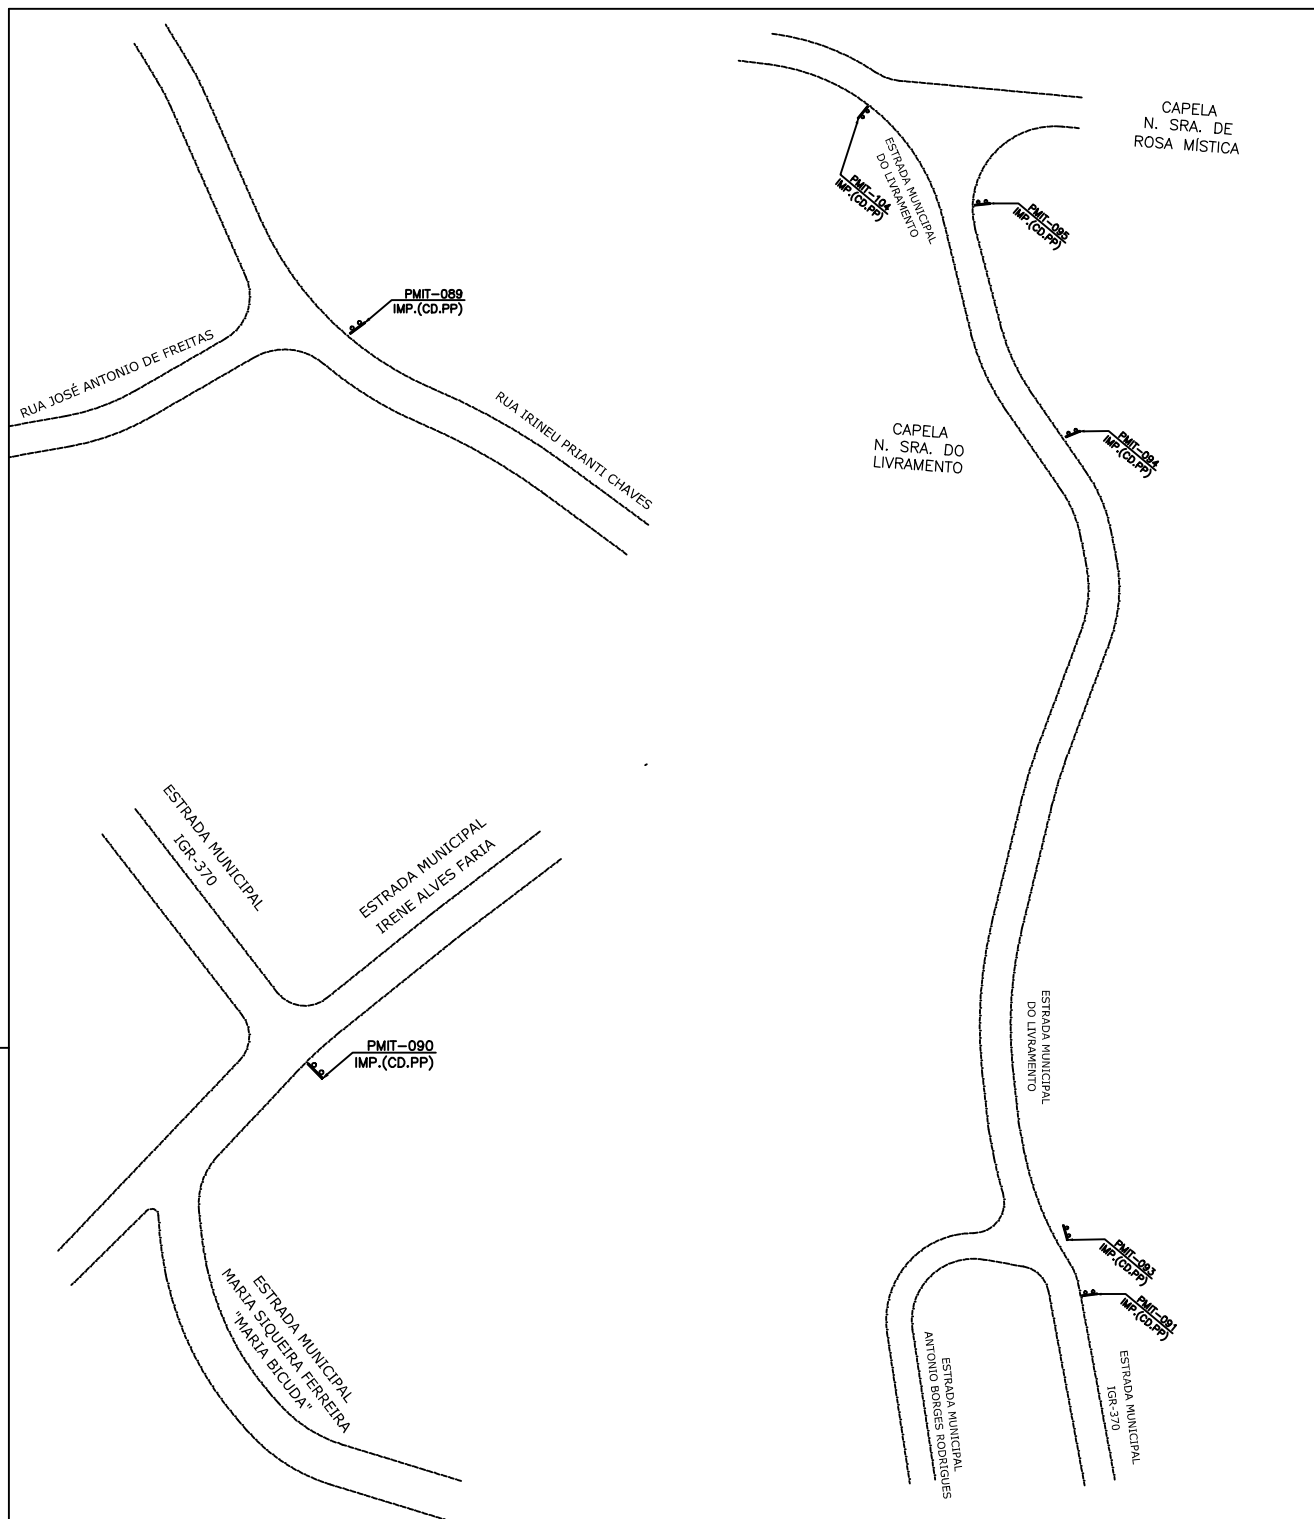 PMIT-089
IMP.(CD.PP)
RUA JOSÉ ANTONIO DE FREITAS
RUA IRINEU PRIANTI CHAVES
CAPELA
N. SRA. DE
ROSA MÍSTICA
ESTRADA MUNICIPAL
DO LIVRAMENTO
PMIT-104
IMP.(CD.PP)
PMIT-095
IMP.(CD.PP)
CAPELA
N. SRA. DO
LIVRAMENTO
PMIT-094
IMP.(CD.PP)
ESTRADA MUNICIPAL
IGR-370
ESTRADA MUNICIPAL
IRENE ALVES FARIA
PMIT-090
IMP.(CD.PP)
ESTRADA MUNICIPAL
MARIA SIQUEIRA FERREIRA
"MARIA BICUDA"
ESTRADA MUNICIPAL
DO LIVRAMENTO
PMIT-093
IMP.(CD.PP)
PMIT-091
IMP.(CD.PP)
ESTRADA MUNICIPAL
ANTONIO BORGES RODRIGUES
ESTRADA MUNICIPAL
IGR-370